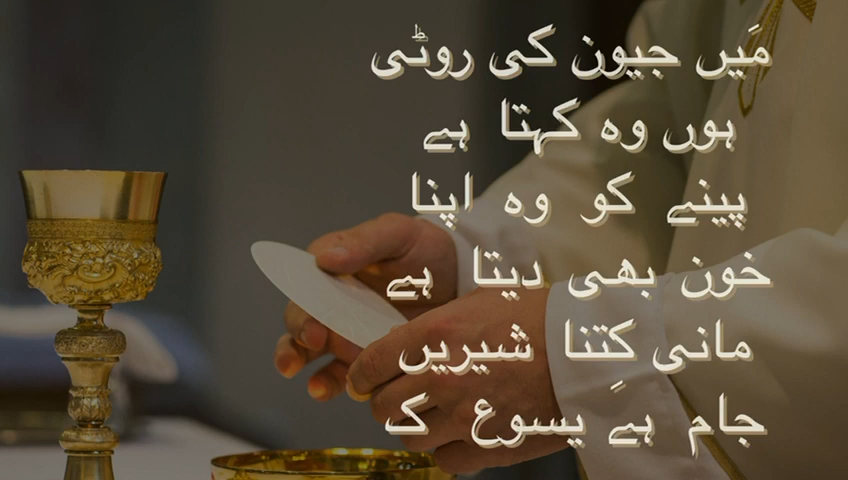 مَیں جیون کی روٹی
ہوں وہ کہتا ہے
پینے کو وہ اپنا
خون بھی دیتا ہے
مانی کِتنا شیریں
جام ہے یسوع ک